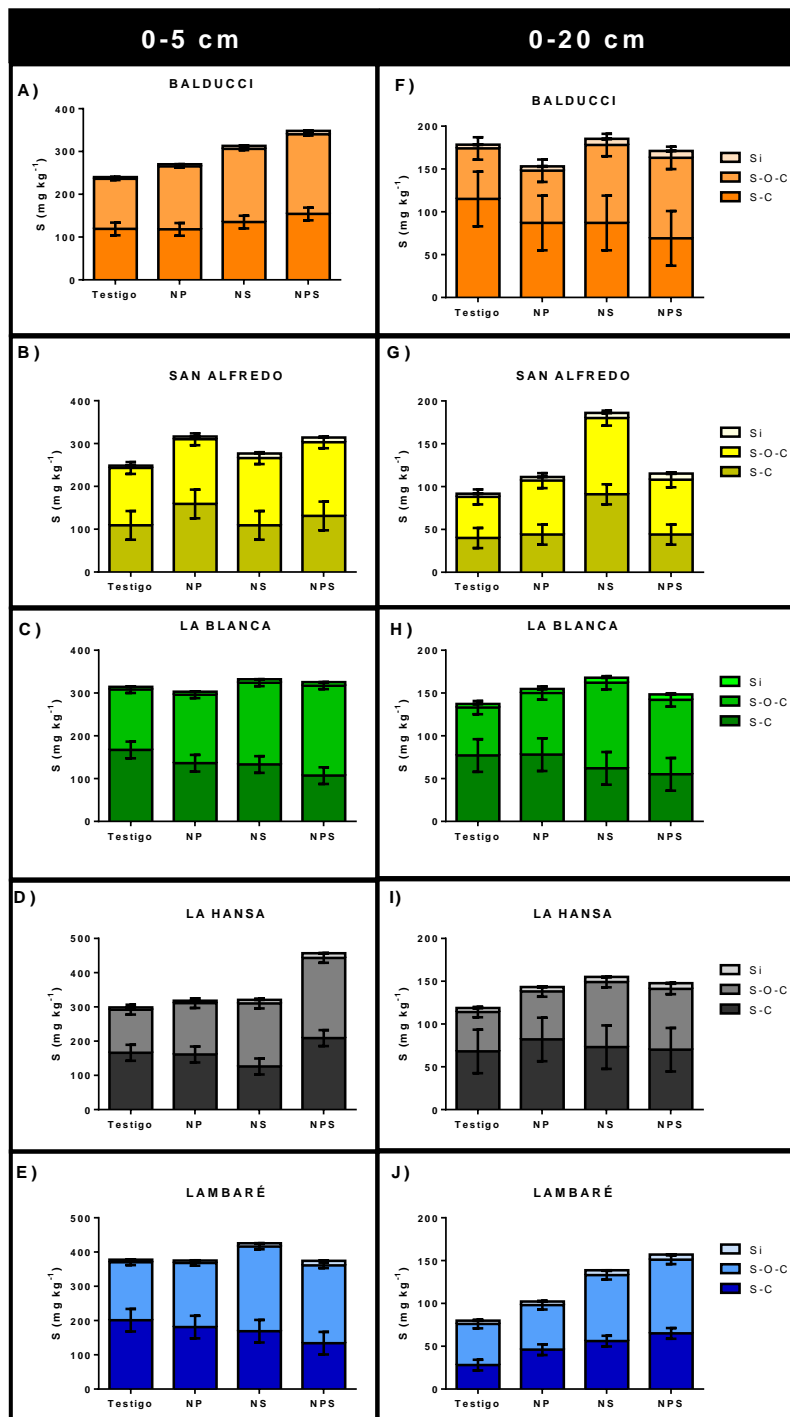 0-5 cm
0-20 cm
A)
BALDUCCI
S (mg kg-1)
400
300
200
100
0
Testigo NP NS NPS
F)
BALDUCCI
S (mg kg-1)
200
150
100
50
0
Testigo NP NS NPS
Si
S-O-C
S-C
B)
SAN ALFREDO
S (mg kg-1)
400
300
200
100
0
Testigo NP NS NPS
G)
SAN ALFREDO
S (mg kg-1)
200
150
100
50
0
Testigo NP NS NPS
Si
S-O-C
S-C
C)
LA BLANCA
S (mg kg-1)
400
300
200
100
0
Testigo NP NS NPS
H)
LA BLANCA
S (mg kg-1)
200
150
100
50
0
Testigo NP NS NPS
Si
S-O-C
S-C
D)
LA HANSA
S (mg kg-1)
500
400
300
200
100
0
Testigo NP NS NPS
I)
LA HANSA
S (mg kg-1)
200
150
100
50
0
Testigo NP NS NPS
Si
S-O-C
S-C
E)
LAMBARÉ
S (mg kg-1)
500
400
300
200
100
0
Testigo NP NS NPS
J)
LAMBARÉ
S (mg kg-1)
200
150
100
50
0
Testigo NP NS NPS
Si
S-O-C
S-C